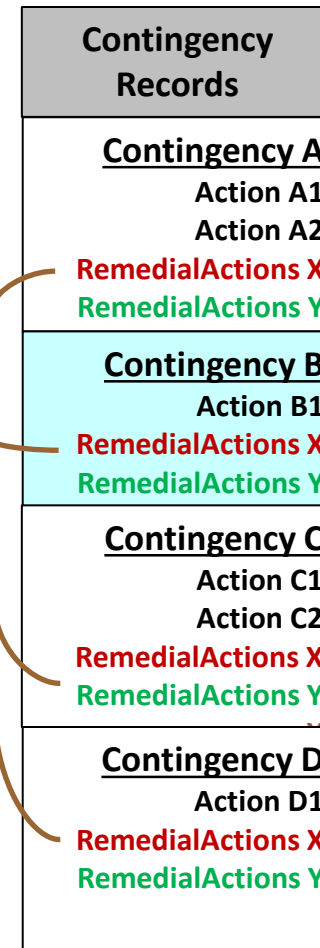 Contingency
Records
Contingency A
Action A1
Action A2
RemedialActions X
RemedialActions Y
Contingency B
Action B1
RemedialActions X
RemedialActions Y
Contingency C
Action C1
Action C2
RemedialActions X
RemedialActions Y
Contingency D
Action D1
RemedialActions X
RemedialActions Y